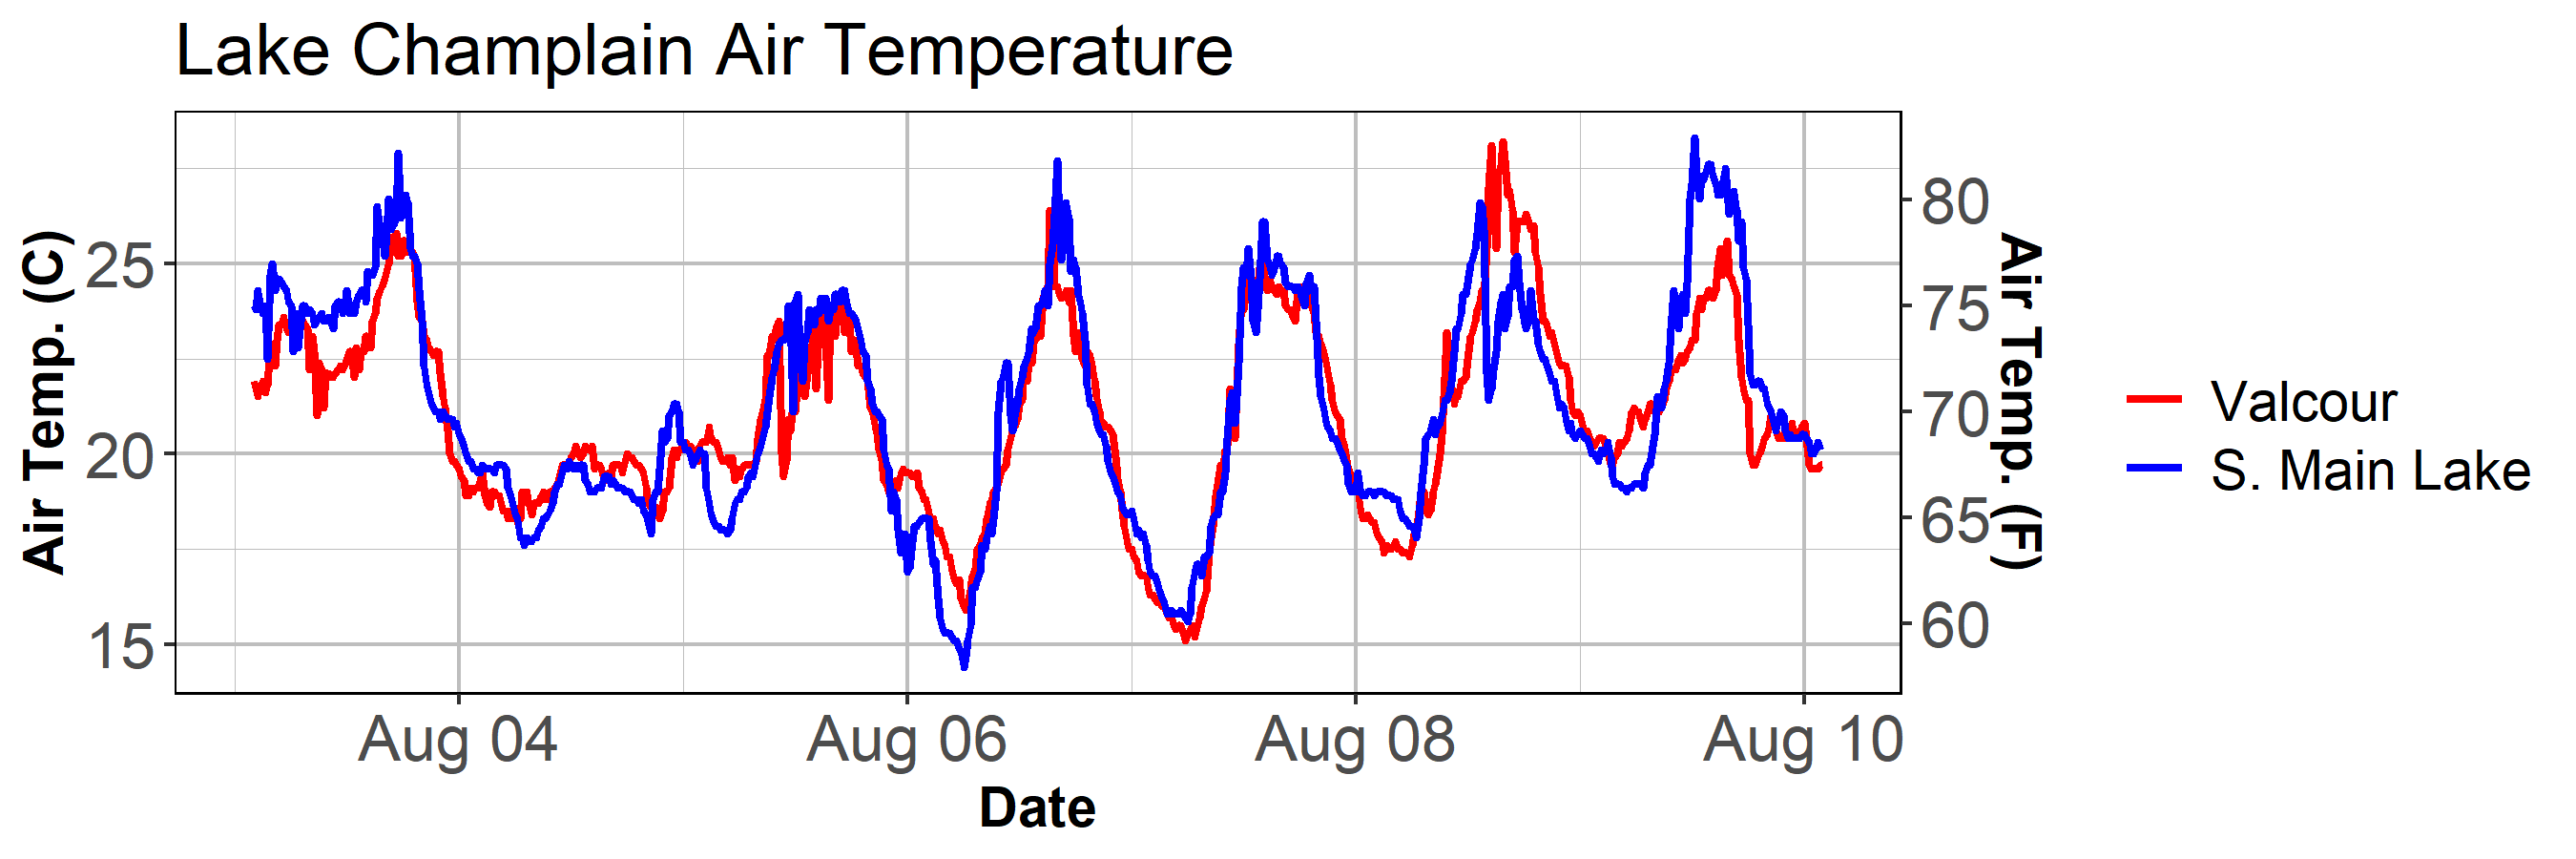 Lake Champlain Air Temperature
Air Temp. (C)
25
20
15
80
75
70
65
60
Air Temp. (F)
Valcour
S. Main Lake
Aug 04
Aug 06
Aug 08
Aug 10
Date